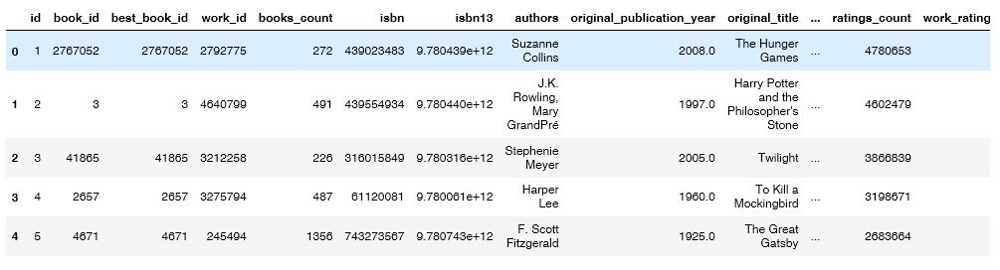 id book_id best_book_id work_id books_count isbn isbn13 authors original_publication_year original_title ... ratings_count work_rating
0 1 2767052 2767052 2792775 272 439023483 9.780439e+12 Suzanne Collins 2008.0 The Hunger Games ... 4780653
1 2 3 3 4640799 491 439554934 9.780440e+12 J.K. Rowling, Mary GrandPré 1997.0 Harry Potter and the Philosopher's Stone ... 4602479
2 3 41865 41865 3212258 226 316015849 9.780316e+12 Stephenie Meyer 2005.0 Twilight ... 3866839
3 4 2657 2657 3275794 487 61120081 9.780061e+12 Harper Lee 1960.0 To Kill a Mockingbird ... 3198671
4 5 4671 4671 245494 1356 743273567 9.780743e+12 F. Scott Fitzgerald 1925.0 The Great Gatsby ... 2683664